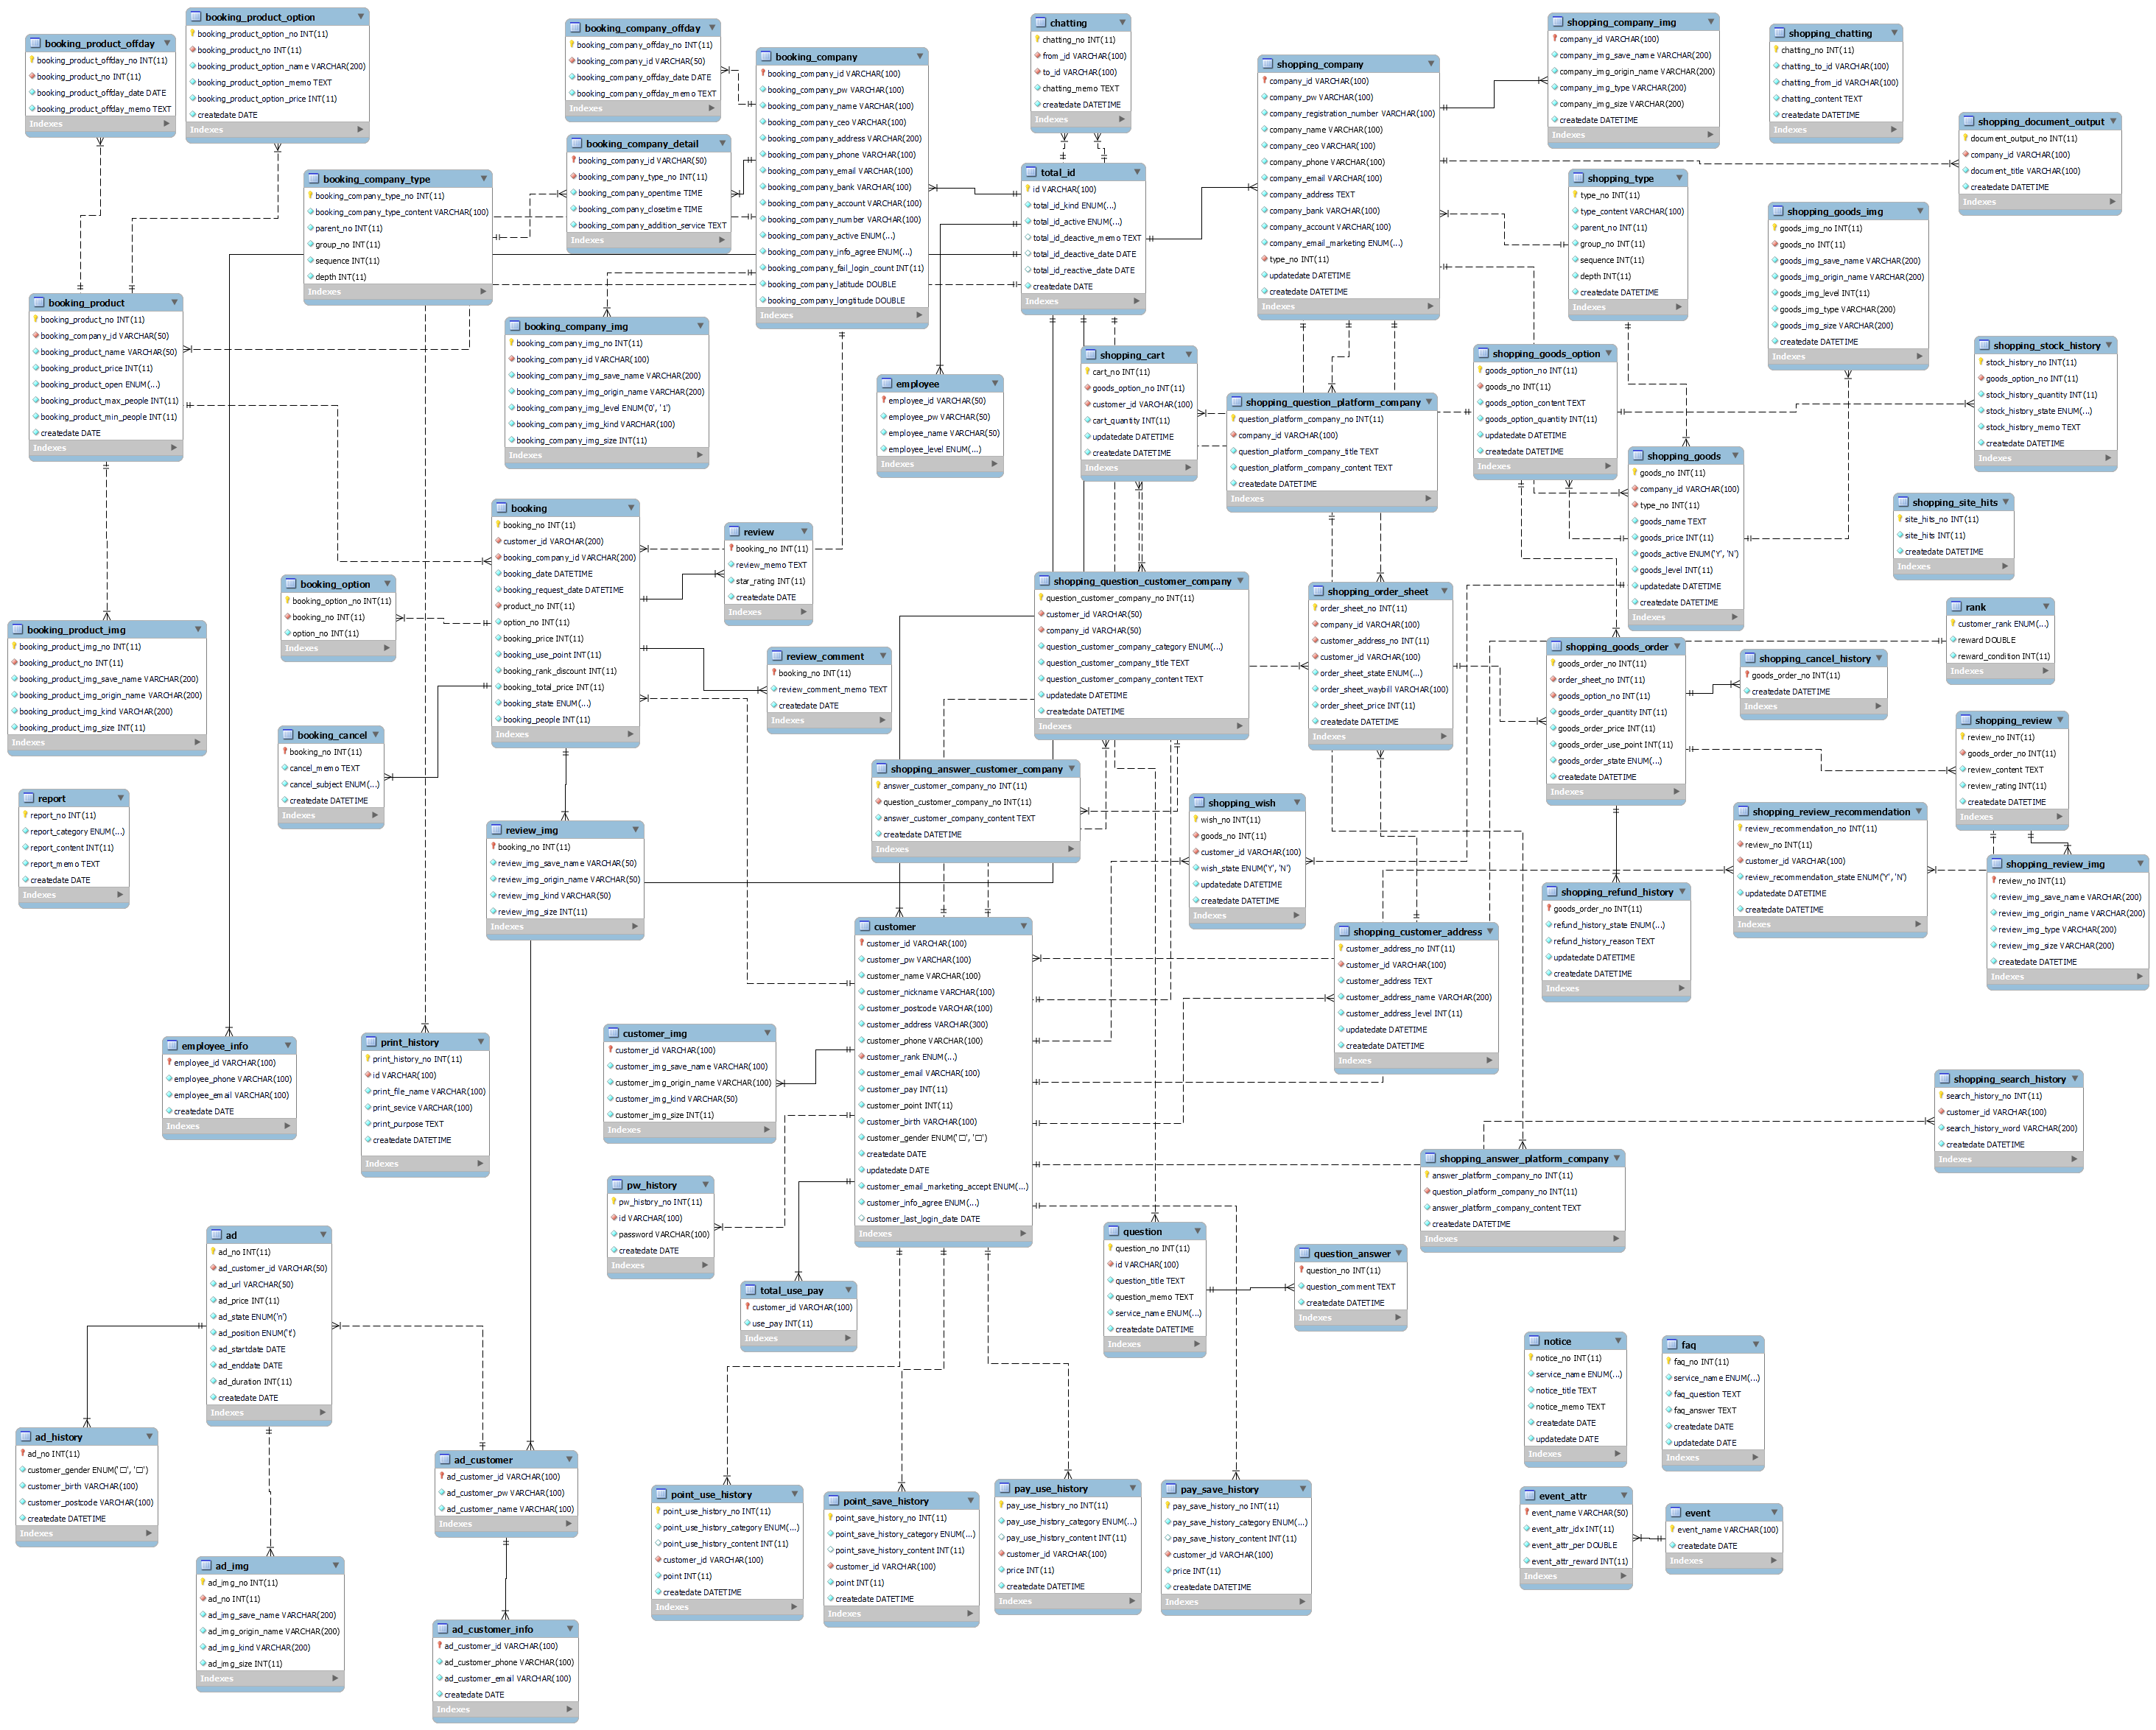 booking_product_offday
booking_product_offday_no INT(11)
booking_product_no INT(11)
booking_product_offday_date DATE
booking_product_offday_memo TEXT
Indexes
booking_product_option
booking_product_option_no INT(11)
booking_product_no INT(11)
booking_product_option_name VARCHAR(200)
booking_product_option_memo TEXT
booking_product_option_price INT(11)
createdate DATE
Indexes
booking_company_offday
booking_company_offday_no INT(11)
booking_company_id VARCHAR(50)
booking_company_offday_date DATE
booking_company_offday_memo TEXT
Indexes
booking_company
booking_company_id VARCHAR(100)
booking_company_pw VARCHAR(100)
booking_company_name VARCHAR(100)
booking_company_ceo VARCHAR(100)
booking_company_address VARCHAR(200)
booking_company_phone VARCHAR(100)
booking_company_email VARCHAR(100)
booking_company_bank VARCHAR(100)
booking_company_account VARCHAR(100)
booking_company_number VARCHAR(100)
booking_company_active ENUM(...)
booking_company_info_agree ENUM(...)
booking_company_fail_login_count INT(11)
booking_company_latitude DOUBLE
booking_company_longtitude DOUBLE
Indexes
chatting
chatting_no INT(11)
from_id VARCHAR(100)
to_id VARCHAR(100)
chatting_memo TEXT
createdate DATETIME
Indexes
shopping_company
company_id VARCHAR(100)
company_pw VARCHAR(100)
company_registration_number VARCHAR(100)
company_name VARCHAR(100)
company_ceo VARCHAR(100)
company_phone VARCHAR(100)
company_email VARCHAR(100)
company_address TEXT
company_bank VARCHAR(100)
company_account VARCHAR(100)
company_email_marketing ENUM(...)
type_no INT(11)
updatedate DATETIME
createdate DATETIME
Indexes
shopping_company_img
company_id VARCHAR(100)
company_img_save_name VARCHAR(200)
company_img_origin_name VARCHAR(200)
company_img_type VARCHAR(200)
company_img_size VARCHAR(200)
createdate DATETIME
Indexes
shopping_chatting
chatting_no INT(11)
chatting_to_id VARCHAR(100)
chatting_from_id VARCHAR(100)
chatting_content TEXT
createdate DATETIME
Indexes
shopping_document_output
document_output_no INT(11)
company_id VARCHAR(100)
document_title VARCHAR(100)
createdate DATETIME
Indexes
booking_company_detail
booking_company_id VARCHAR(50)
booking_company_type_no INT(11)
booking_company_opentime TIME
booking_company_closetime TIME
booking_company_addition_service TEXT
Indexes
booking_company_type
booking_company_type_no INT(11)
booking_company_type_content VARCHAR(100)
parent_no INT(11)
group_no INT(11)
sequence INT(11)
depth INT(11)
Indexes
total_id
id VARCHAR(100)
total_id_kind ENUM(...)
total_id_active ENUM(...)
total_id_deactive_memo TEXT
total_id_deactive_date DATE
total_id_reactive_date DATE
createdate DATE
Indexes
shopping_type
type_no INT(11)
type_content VARCHAR(100)
parent_no INT(11)
group_no INT(11)
sequence INT(11)
depth INT(11)
createdate DATETIME
Indexes
shopping_goods_img
goods_img_no INT(11)
goods_no INT(11)
goods_img_save_name VARCHAR(200)
goods_img_origin_name VARCHAR(200)
goods_img_level INT(11)
goods_img_type VARCHAR(200)
goods_img_size VARCHAR(200)
createdate DATETIME
Indexes
booking_product
booking_product_no INT(11)
booking_company_id VARCHAR(50)
booking_product_name VARCHAR(50)
booking_product_price INT(11)
booking_product_open ENUM(...)
booking_product_max_people INT(11)
booking_product_min_people INT(11)
createdate DATE
Indexes
booking_company_img
booking_company_img_no INT(11)
booking_company_id VARCHAR(100)
booking_company_img_save_name VARCHAR(200)
booking_company_img_origin_name VARCHAR(200)
booking_company_img_level ENUM('0', '1')
booking_company_img_kind VARCHAR(100)
booking_company_img_size INT(11)
Indexes
employee
employee_id VARCHAR(50)
employee_pw VARCHAR(50)
employee_name VARCHAR(50)
employee_level ENUM(...)
Indexes
shopping_cart
cart_no INT(11)
goods_option_no INT(11)
customer_id VARCHAR(100)
cart_quantity INT(11)
updatedate DATETIME
createdate DATETIME
Indexes
shopping_question_platform_company
question_platform_company_no INT(11)
company_id VARCHAR(100)
question_platform_company_title TEXT
question_platform_company_content TEXT
createdate DATETIME
Indexes
shopping_goods_option
goods_option_no INT(11)
goods_no INT(11)
goods_option_content TEXT
goods_option_quantity INT(11)
updatedate DATETIME
createdate DATETIME
Indexes
shopping_stock_history
stock_history_no INT(11)
goods_option_no INT(11)
stock_history_quantity INT(11)
stock_history_state ENUM(...)
stock_history_memo TEXT
createdate DATETIME
Indexes
shopping_goods
goods_no INT(11)
company_id VARCHAR(100)
type_no INT(11)
goods_name TEXT
goods_price INT(11)
goods_active ENUM('Y', 'N')
goods_level INT(11)
updatedate DATETIME
createdate DATETIME
Indexes
shopping_site_hits
site_hits_no INT(11)
site_hits INT(11)
createdate DATETIME
Indexes
booking
booking_no INT(11)
customer_id VARCHAR(200)
booking_company_id VARCHAR(200)
booking_date DATETIME
booking_request_date DATETIME
product_no INT(11)
option_no INT(11)
booking_price INT(11)
booking_use_point INT(11)
booking_rank_discount INT(11)
booking_total_price INT(11)
booking_state ENUM(...)
booking_people INT(11)
Indexes
review
booking_no INT(11)
review_memo TEXT
star_rating INT(11)
createdate DATE
Indexes
booking_option
booking_option_no INT(11)
booking_no INT(11)
option_no INT(11)
Indexes
shopping_question_customer_company
question_customer_company_no INT(11)
customer_id VARCHAR(50)
company_id VARCHAR(50)
question_customer_company_category ENUM(...)
question_customer_company_title TEXT
question_customer_company_content TEXT
updatedate DATETIME
createdate DATETIME
Indexes
shopping_order_sheet
order_sheet_no INT(11)
company_id VARCHAR(100)
customer_address_no INT(11)
customer_id VARCHAR(100)
order_sheet_state ENUM(...)
order_sheet_waybill VARCHAR(100)
order_sheet_price INT(11)
createdate DATETIME
Indexes
rank
customer_rank ENUM(...)
reward DOUBLE
reward_condition INT(11)
Indexes
booking_product_img
booking_product_img_no INT(11)
booking_product_no INT(11)
booking_product_img_save_name VARCHAR(200)
booking_product_img_origin_name VARCHAR(200)
booking_product_img_kind VARCHAR(200)
booking_product_img_size INT(11)
Indexes
review_comment
booking_no INT(11)
review_comment_memo TEXT
createdate DATE
Indexes
shopping_goods_order
goods_order_no INT(11)
order_sheet_no INT(11)
goods_option_no INT(11)
goods_order_quantity INT(11)
goods_order_price INT(11)
goods_order_use_point INT(11)
goods_order_state ENUM(...)
createdate DATETIME
Indexes
shopping_cancel_history
goods_order_no INT(11)
createdate DATETIME
Indexes
shopping_review
review_no INT(11)
goods_order_no INT(11)
review_content TEXT
review_rating INT(11)
createdate DATETIME
Indexes
booking_cancel
booking_no INT(11)
cancel_memo TEXT
cancel_subject ENUM(...)
createdate DATETIME
Indexes
report
report_no INT(11)
report_category ENUM(...)
report_content INT(11)
report_memo TEXT
createdate DATE
Indexes
shopping_answer_customer_company
answer_customer_company_no INT(11)
question_customer_company_no INT(11)
answer_customer_company_content TEXT
createdate DATETIME
Indexes
shopping_wish
wish_no INT(11)
goods_no INT(11)
customer_id VARCHAR(100)
wish_state ENUM('Y', 'N')
updatedate DATETIME
createdate DATETIME
Indexes
shopping_review_recommendation
review_recommendation_no INT(11)
review_no INT(11)
customer_id VARCHAR(100)
review_recommendation_state ENUM('Y', 'N')
updatedate DATETIME
createdate DATETIME
Indexes
review_img
booking_no INT(11)
review_img_save_name VARCHAR(50)
review_img_origin_name VARCHAR(50)
review_img_kind VARCHAR(50)
review_img_size INT(11)
Indexes
shopping_review_img
review_no INT(11)
review_img_save_name VARCHAR(200)
review_img_origin_name VARCHAR(200)
review_img_type VARCHAR(200)
review_img_size VARCHAR(200)
createdate DATETIME
Indexes
shopping_refund_history
goods_order_no INT(11)
refund_history_state ENUM(...)
refund_history_reason TEXT
updatedate DATETIME
createdate DATETIME
Indexes
customer
customer_id VARCHAR(100)
customer_pw VARCHAR(100)
customer_name VARCHAR(100)
customer_nickname VARCHAR(100)
customer_postcode VARCHAR(100)
customer_address VARCHAR(300)
customer_phone VARCHAR(100)
customer_rank ENUM(...)
customer_email VARCHAR(100)
customer_pay INT(11)
customer_point INT(11)
customer_birth VARCHAR(100)
customer_gender ENUM('□', '□')
createdate DATE
updatedate DATE
customer_email_marketing_accept ENUM(...)
customer_info_agree ENUM(...)
customer_last_login_date DATE
Indexes
shopping_customer_address
customer_address_no INT(11)
customer_id VARCHAR(100)
customer_address TEXT
customer_address_name VARCHAR(200)
customer_address_level INT(11)
updatedate DATETIME
createdate DATETIME
Indexes
employee_info
employee_id VARCHAR(100)
employee_phone VARCHAR(100)
employee_email VARCHAR(100)
createdate DATE
Indexes
print_history
print_history_no INT(11)
id VARCHAR(100)
print_file_name VARCHAR(100)
print_sevice VARCHAR(100)
print_purpose TEXT
createdate DATETIME
Indexes
customer_img
customer_id VARCHAR(100)
customer_img_save_name VARCHAR(100)
customer_img_origin_name VARCHAR(100)
customer_img_kind VARCHAR(50)
customer_img_size INT(11)
Indexes
shopping_search_history
search_history_no INT(11)
customer_id VARCHAR(100)
search_history_word VARCHAR(200)
createdate DATETIME
Indexes
pw_history
pw_history_no INT(11)
id VARCHAR(100)
password VARCHAR(100)
createdate DATE
Indexes
shopping_answer_platform_company
answer_platform_company_no INT(11)
question_platform_company_no INT(11)
answer_platform_company_content TEXT
createdate DATETIME
Indexes
ad
ad_no INT(11)
ad_customer_id VARCHAR(50)
ad_url VARCHAR(50)
ad_price INT(11)
ad_state ENUM('n')
ad_position ENUM('t')
ad_startdate DATE
ad_enddate DATE
ad_duration INT(11)
createdate DATE
Indexes
total_use_pay
customer_id VARCHAR(100)
use_pay INT(11)
Indexes
question
question_no INT(11)
id VARCHAR(100)
question_title TEXT
question_memo TEXT
service_name ENUM(...)
createdate DATETIME
Indexes
question_answer
question_no INT(11)
question_comment TEXT
createdate DATETIME
Indexes
notice
notice_no INT(11)
service_name ENUM(...)
notice_title TEXT
notice_memo TEXT
createdate DATE
updatedate DATE
Indexes
faq
faq_no INT(11)
service_name ENUM(...)
faq_question TEXT
faq_answer TEXT
createdate DATE
updatedate DATE
Indexes
ad_history
ad_no INT(11)
customer_gender ENUM('□', '□')
customer_birth VARCHAR(100)
customer_postcode VARCHAR(100)
createdate DATETIME
Indexes
ad_customer
ad_customer_id VARCHAR(100)
ad_customer_pw VARCHAR(100)
ad_customer_name VARCHAR(100)
Indexes
point_use_history
point_use_history_no INT(11)
point_use_history_category ENUM(...)
point_use_history_content INT(11)
customer_id VARCHAR(100)
point INT(11)
createdate DATETIME
Indexes
point_save_history
point_save_history_no INT(11)
point_save_history_category ENUM(...)
point_save_history_content INT(11)
customer_id VARCHAR(100)
point INT(11)
createdate DATETIME
Indexes
pay_use_history
pay_use_history_no INT(11)
pay_use_history_category ENUM(...)
pay_use_history_content INT(11)
customer_id VARCHAR(100)
price INT(11)
createdate DATETIME
Indexes
pay_save_history
pay_save_history_no INT(11)
pay_save_history_category ENUM(...)
pay_save_history_content INT(11)
customer_id VARCHAR(100)
price INT(11)
createdate DATETIME
Indexes
event_attr
event_name VARCHAR(50)
event_attr_idx INT(11)
event_attr_per DOUBLE
event_attr_reward INT(11)
Indexes
event
event_name VARCHAR(100)
createdate DATE
Indexes
ad_img
ad_img_no INT(11)
ad_no INT(11)
ad_img_save_name VARCHAR(200)
ad_img_origin_name VARCHAR(200)
ad_img_kind VARCHAR(200)
ad_img_size INT(11)
Indexes
ad_customer_info
ad_customer_id VARCHAR(100)
ad_customer_phone VARCHAR(100)
ad_customer_email VARCHAR(100)
createdate DATE
Indexes